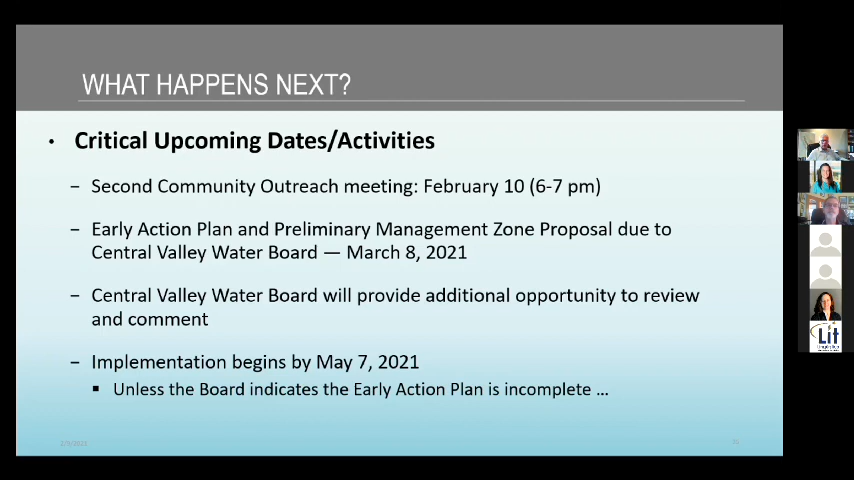 WHAT HAPPENS NEXT?
• Critical Upcoming Dates/Activities
– Second Community Outreach meeting: February 10 (6-7 pm)
– Early Action Plan and Preliminary Management Zone Proposal due to
Central Valley Water Board — March 8, 2021
– Central Valley Water Board will provide additional opportunity to review
and comment
– Implementation begins by May 7, 2021
▪ Unless the Board indicates the Early Action Plan is incomplete …
Lit